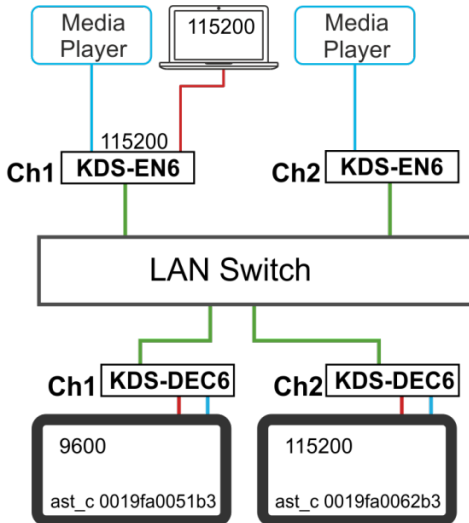 Media
Player
115200
Media
Player
115200
Ch1 KDS-EN6
Ch2 KDS-EN6
LAN Switch
Ch1 KDS-DEC6
Ch2 KDS-DEC6
9600
115200
ast_c 0019fa0051b3
ast_c 0019fa0062b3